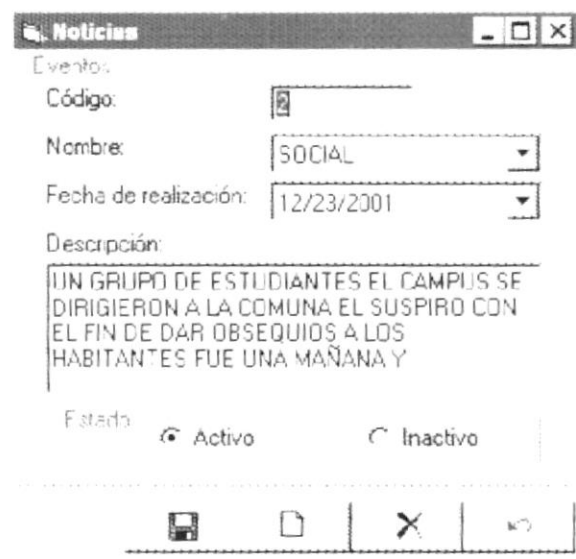 Noticias
Eventos
Código: 2
Nombre: SOCIAL
Fecha de realización: 12/23/2001
Descripción:
UN GRUPO DE ESTUDIANTES EL CAMPUS SE
DIRIGIERON A LA COMUNA EL SUSPIRO CON
EL FIN DE DAR OBSEQUIOS A LOS
HABITANTES FUE UNA MAÑANA Y
Estado
Activo Inactivo